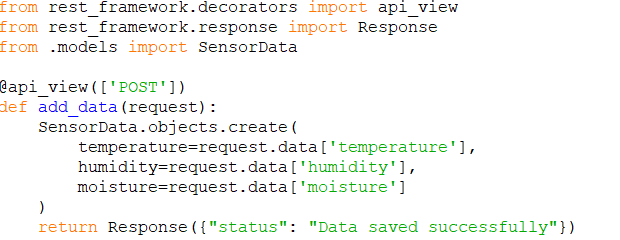 from rest_framework.decorators import api_view
from rest_framework.response import Response
from .models import SensorData

@api_view(['POST'])
def add_data(request):
    SensorData.objects.create(
        temperature=request.data['temperature'],
        humidity=request.data['humidity'],
        moisture=request.data['moisture']
    )
    return Response({"status": "Data saved successfully"})